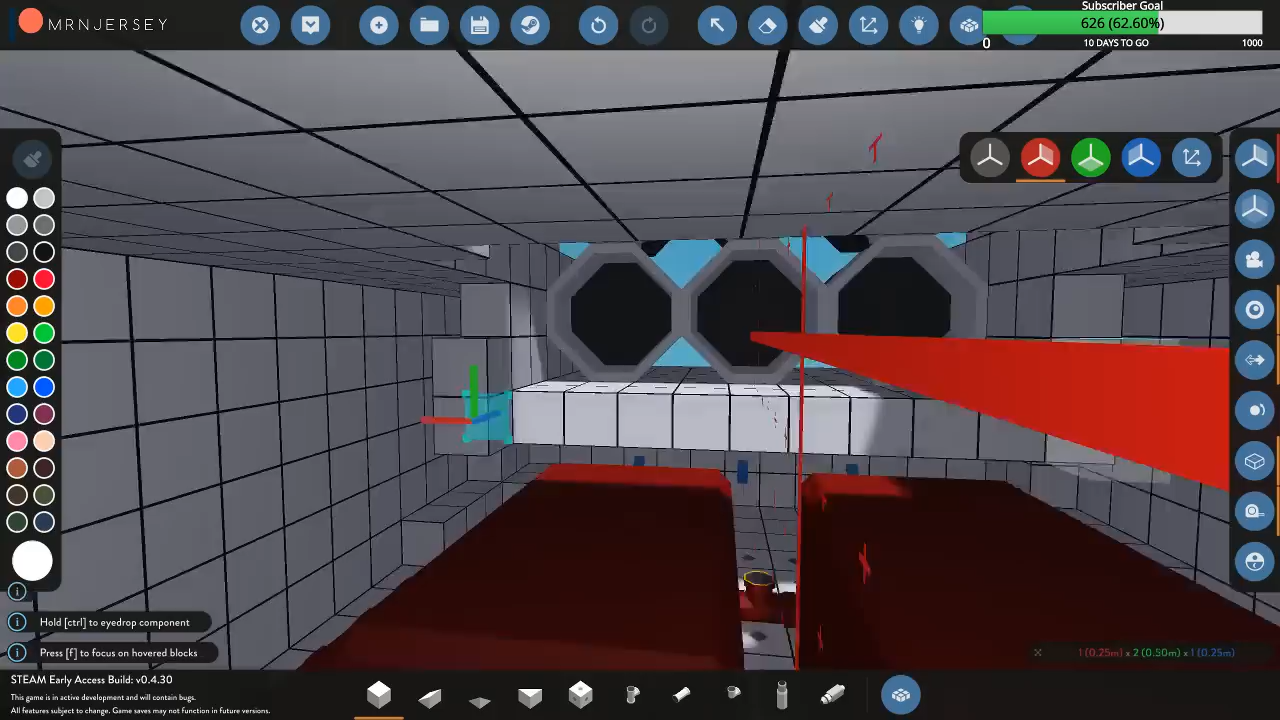 MRNJERSEY
Subscriber Goal
626 (62.60%)
0
10 DAYS TO GO
1000
Hold [ctrl] to eyedrop component
Press [f] to focus on hovered blocks
1 (0.25m) x 2 (0.50m) x 1 (0.25m)
STEAM Early Access Build: v0.4.30
This game is in active development and will contain bugs.
All features subject to change. Game saves may not function in future versions.